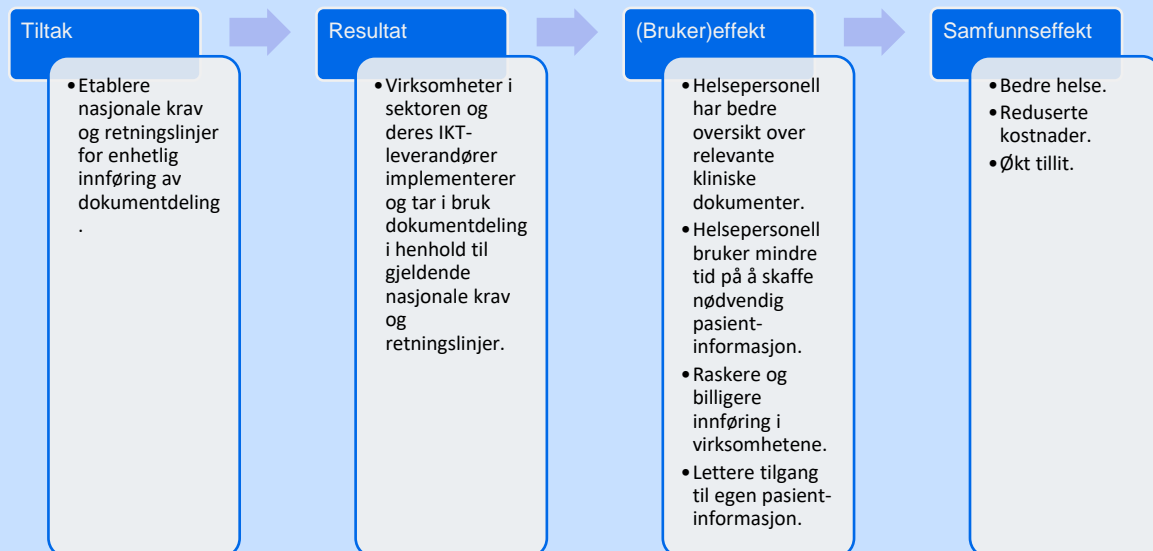 Tiltak
•Etablere
nasjonale krav
og retningslinjer
for enhetlig
innføring av
dokumentdeling
.
Resultat
•Virksomheter i
sektoren og
deres IKT-
leverandører
implementerer
og tar i bruk
dokumentdeling
i henhold til
gjeldende
nasjonale krav
og
retningslinjer.
(Bruker)effekt
•Helsepersonell
har bedre
oversikt over
relevante
kliniske
dokumenter.
•Helsepersonell
bruker mindre
tid på å skaffe
nødvendig
pasient-
informasjon.
•Raskere og
billigere
innføring i
virksomhetene.
•Lettere tilgang
til egen pasient-
informasjon.
Samfunnseffekt
•Bedre helse.
•Reduserte
kostnader.
•Økt tillit.